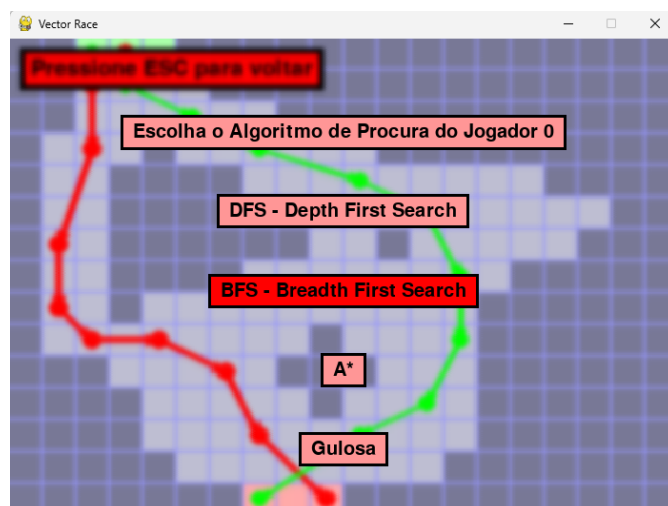 Vector Race
Pressione ESC para voltar
Escolha o Algoritmo de Procura do Jogador 0
DFS - Depth First Search
BFS - Breadth First Search
A*
Gulosa